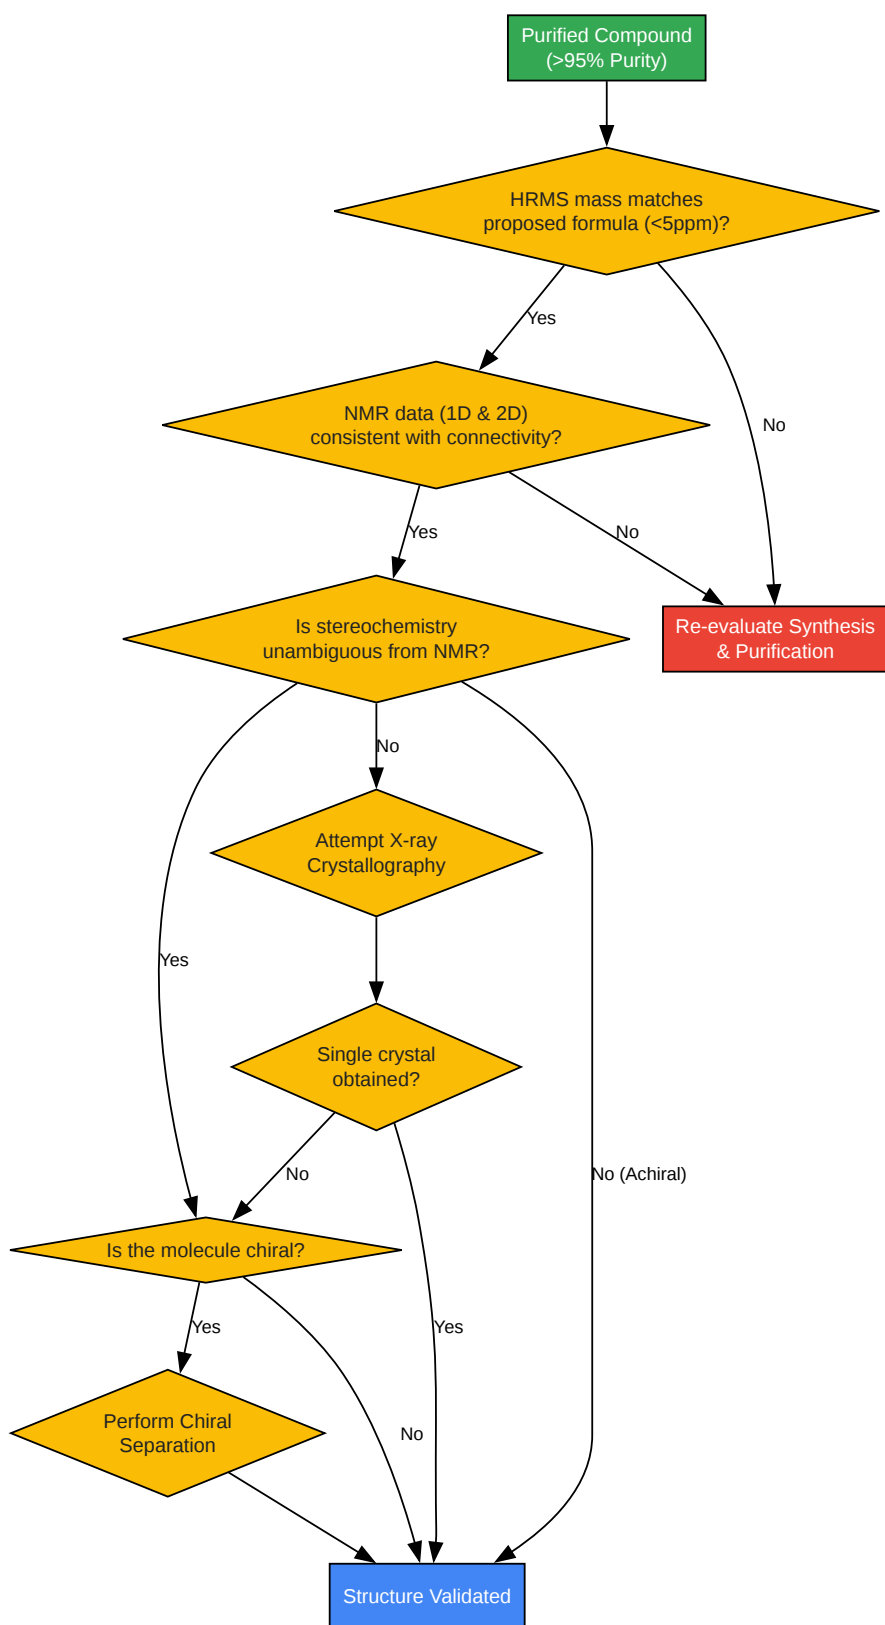 Purified Compound
(>95% Purity)
HRMS mass matches
proposed formula (<5ppm)?
Yes
No
NMR data (1D & 2D)
consistent with connectivity?
Yes
No
Is stereochemistry
unambiguous from NMR?
Re-evaluate Synthesis
& Purification
No
Attempt X-ray
Crystallography
Yes
Single crystal
obtained?
No
No (Achiral)
Is the molecule chiral?
Yes
Yes
Perform Chiral
Separation
No
Structure Validated